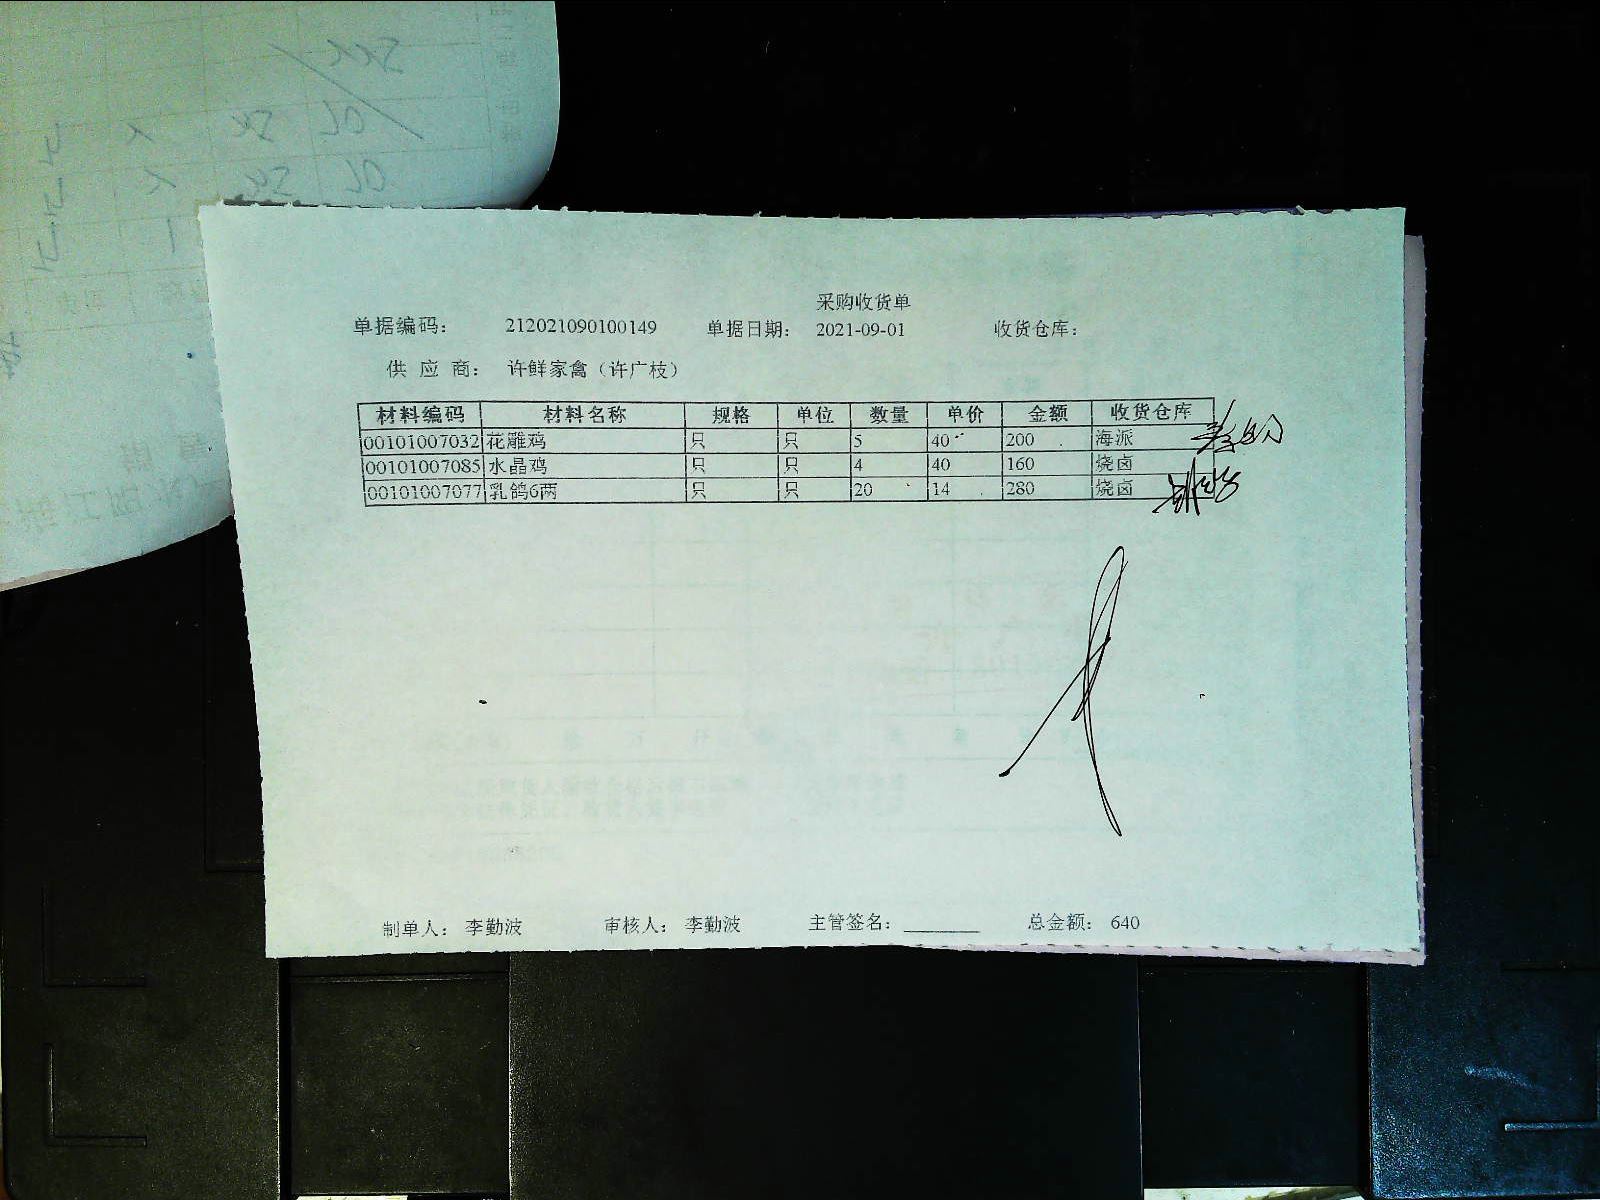 采购收货单
单据编码： 212021090100149 单据日期： 2021-09-01 收货仓库：
供 应 商： 许鲜家禽（许广枝）
材料编码 材料名称 规格 单位 数量 单价 金额 收货仓库
00101007032 花雕鸡 只 只 5 40 200 海派
00101007085 水晶鸡 只 只 4 40 160 烧卤
00101007077 乳鸽6两 只 只 20 14 280 烧卤
制单人： 李勤波 审核人： 李勤波 主管签名： 总金额： 640